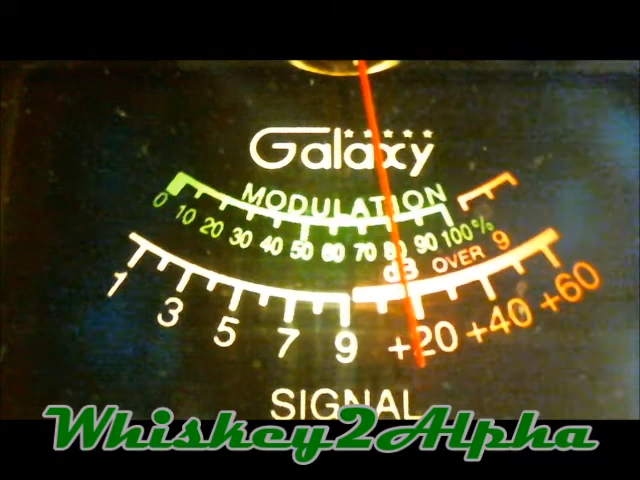 Galaxy
MODULATION
0 10 20 30 40 50 60 70 80 90 100%
dB OVER 9
1 3 5 7 9 +20 +40 +60
SIGNAL
Whiskey2Alpha